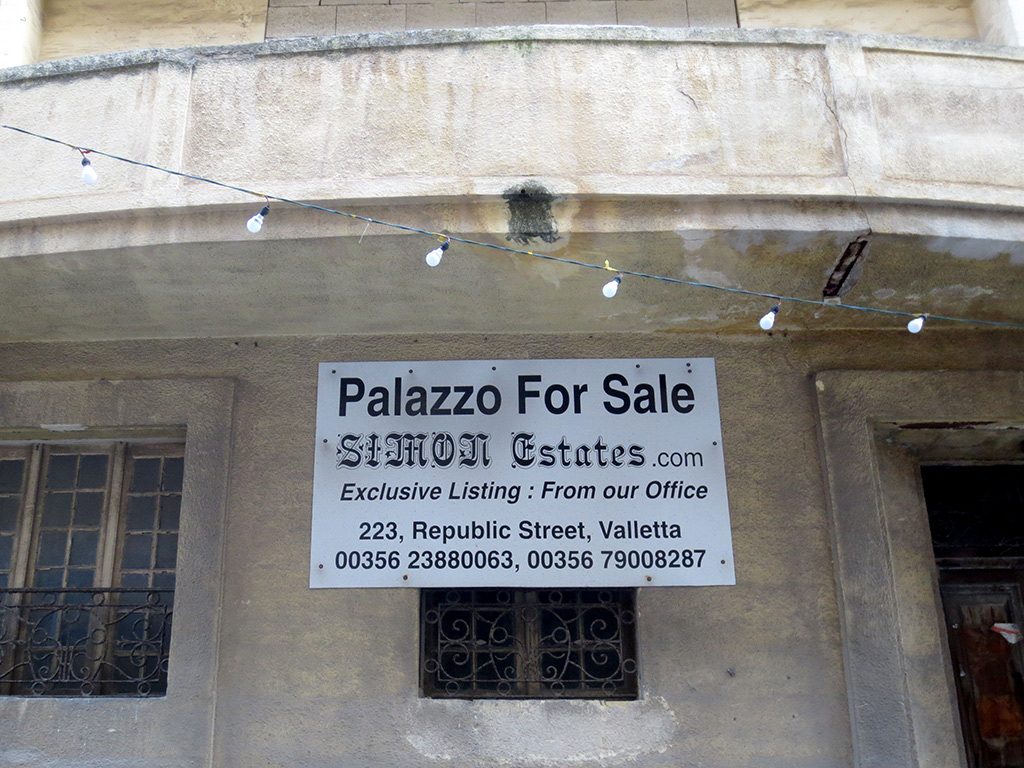 Palazzo For Sale
SIMON Estates.com
Exclusive Listing : From our Office
223, Republic Street, Valletta
00356 23880063, 00356 79008287